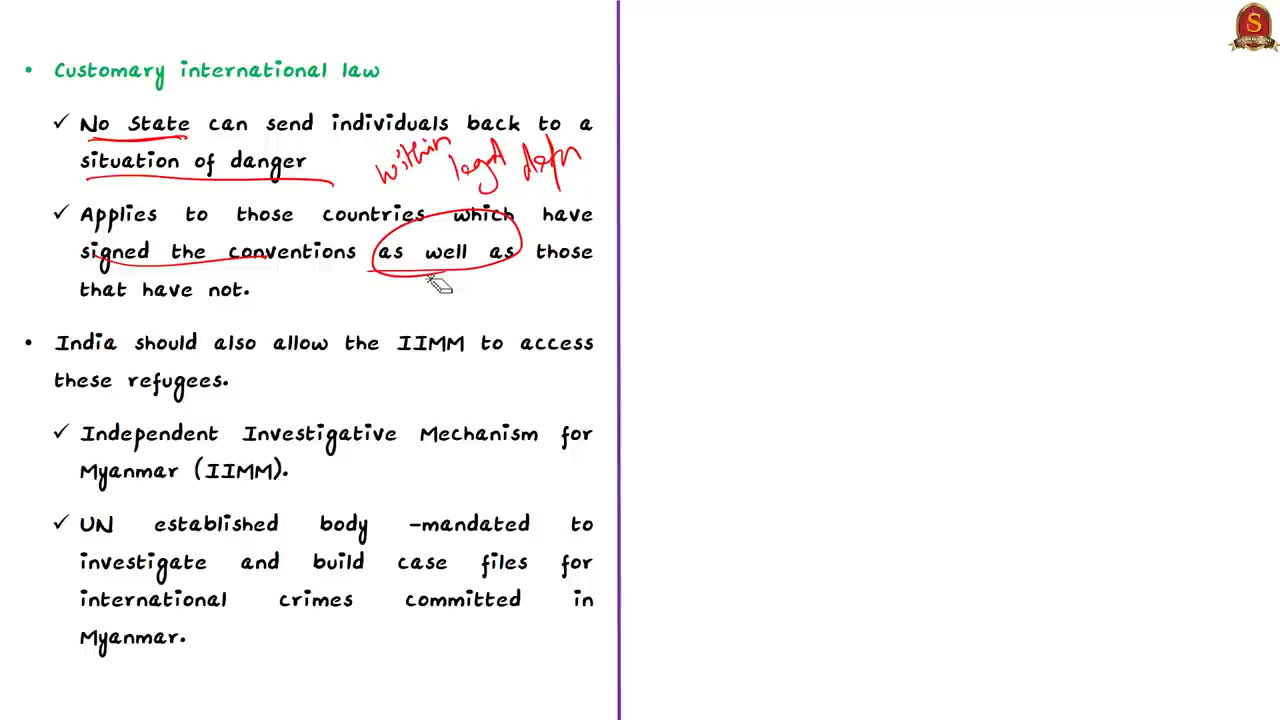 • Customary international law
✓ No State can send individuals back to a
situation of danger
within legal defn
✓ Applies to those countries which have
signed the conventions as well as those
that have not.
• India should also allow the IIMM to access
these refugees.
✓ Independent Investigative Mechanism for
Myanmar (IIMM).
✓ UN established body -mandated to
investigate and build case files for
international crimes committed in
Myanmar.
S